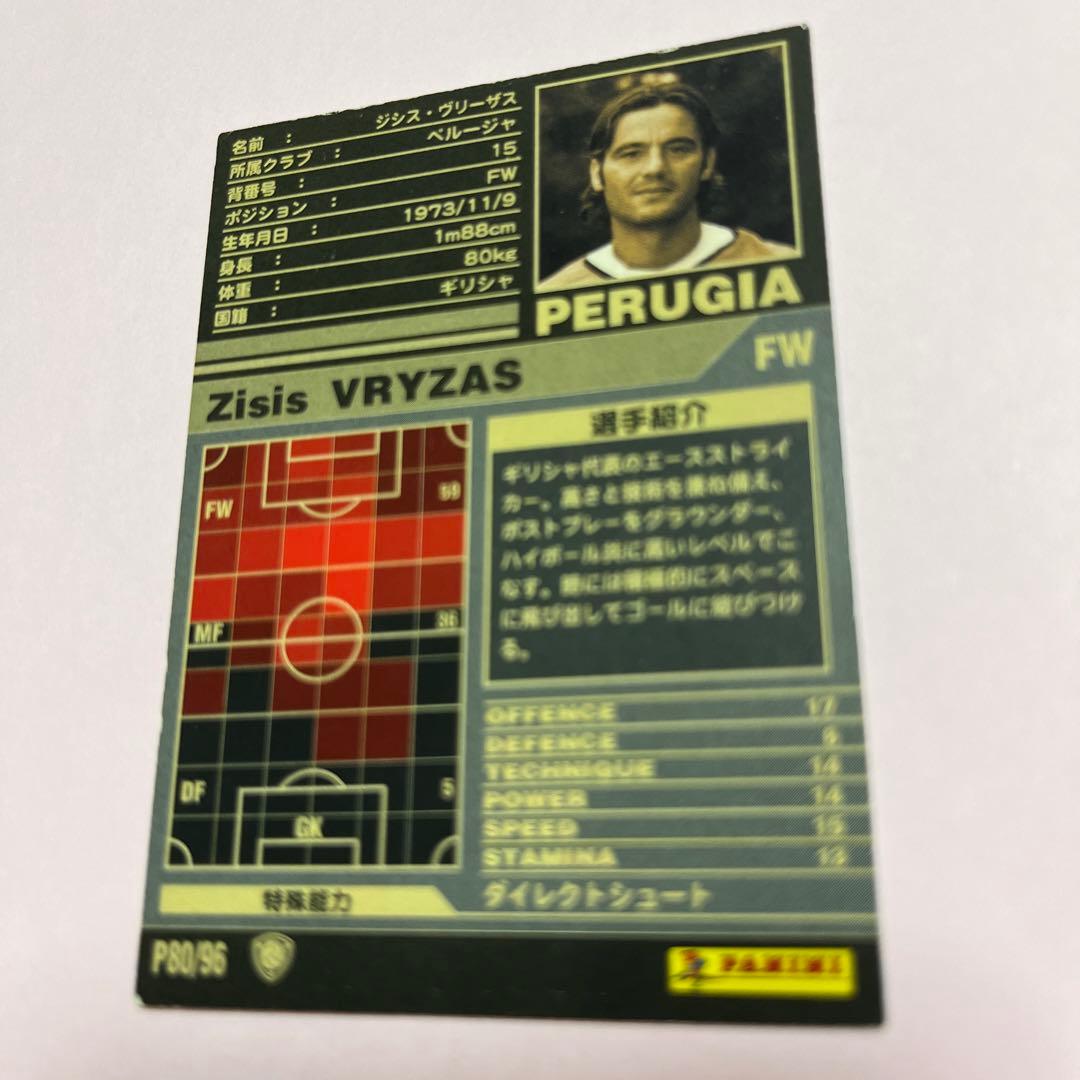 名前 : ジシス・ヴリーザス
所属クラブ : ペルージャ
背番号 : 15
ポジション : FW
生年月日 : 1973/11/9
身長 : 1m88cm
体重 : 80kg
国籍 : ギリシャ
PERUGIA
FW
Zisis VRYZAS
選手紹介
ギリシャ代表のエースストライ
カー。高さと技術を兼ね備え、
ポストプレーをグラウンダー、
ハイボール共に高いレベルでこ
なす。時には積極的にスペース
に飛び出してゴールに結びつけ
る。
FW 59
MF 36
DF 5
GK
OFFENCE 17
DEFENCE
TECHNIQUE 14
POWER 14
SPEED 15
STAMINA 13
特殊能力 ダイレクトシュート
P80/96
PANINI